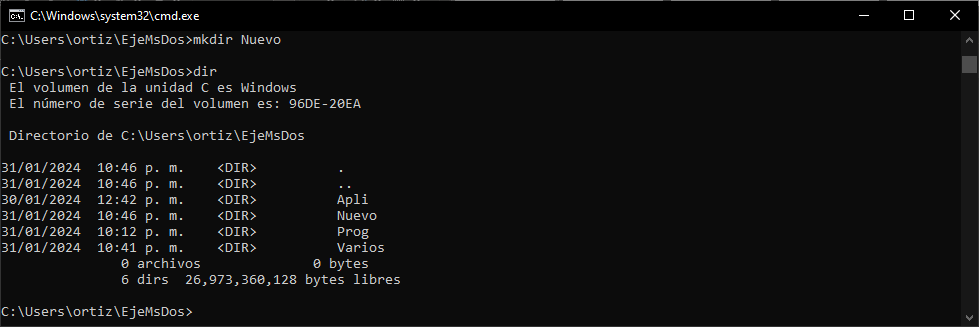 C:\Windows\system32\cmd.exe
C:\Users\ortiz\EjeMsDos>mkdir Nuevo
C:\Users\ortiz\EjeMsDos>dir
 El volumen de la unidad C es Windows
 El número de serie del volumen es: 96DE-20EA
 Directorio de C:\Users\ortiz\EjeMsDos
31/01/2024  10:46 p. m.    <DIR>          .
31/01/2024  10:46 p. m.    <DIR>          ..
30/01/2024  12:42 p. m.    <DIR>          Apli
31/01/2024  10:46 p. m.    <DIR>          Nuevo
31/01/2024  10:12 p. m.    <DIR>          Prog
31/01/2024  10:41 p. m.    <DIR>          Varios
               0 archivos              0 bytes
               6 dirs  26,973,360,128 bytes libres
C:\Users\ortiz\EjeMsDos>